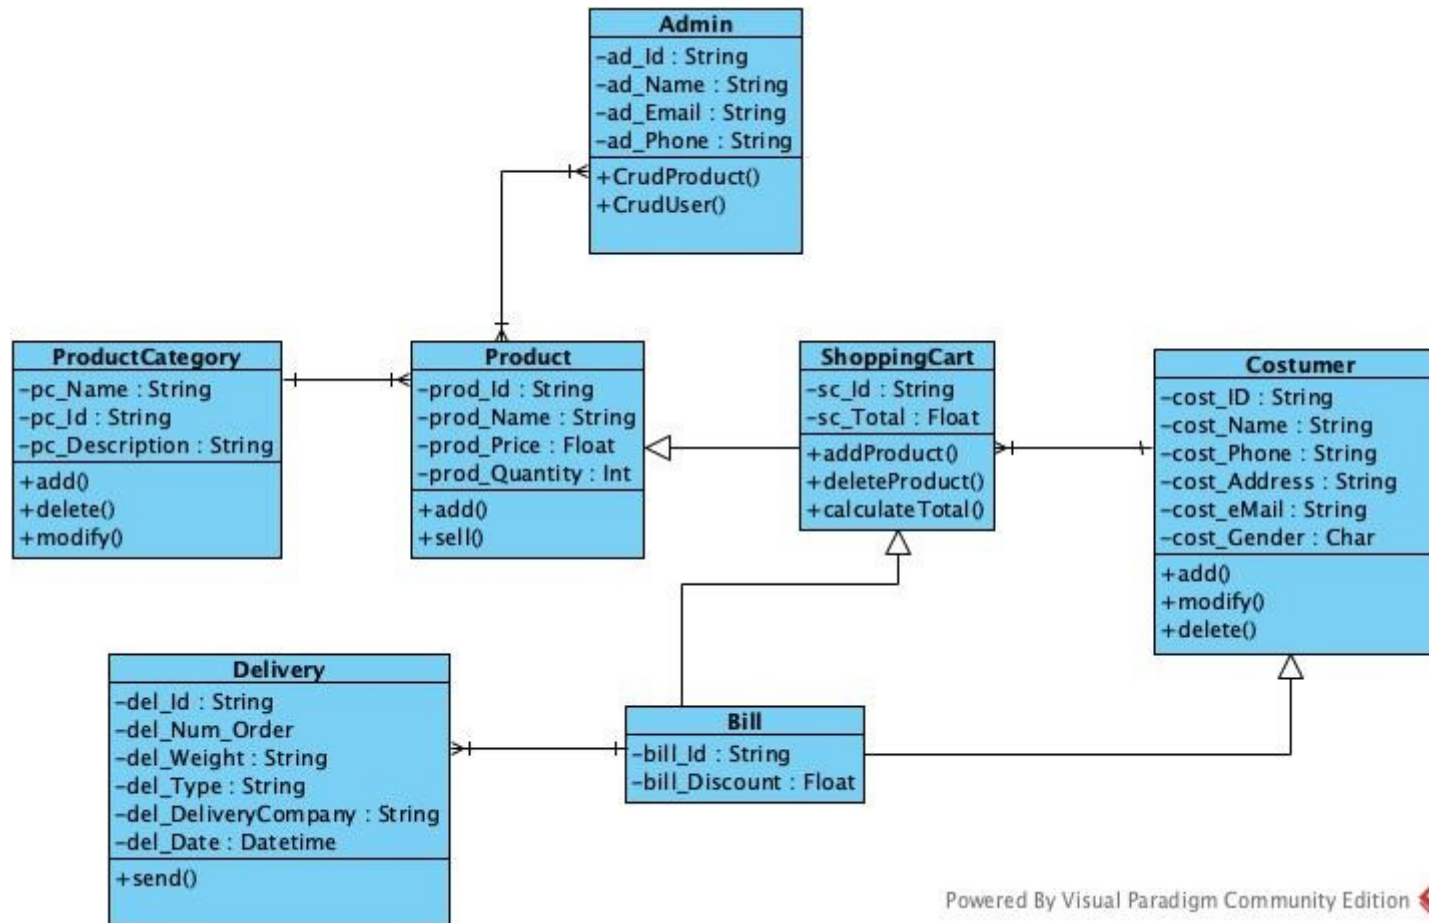 Admin
-ad_Id : String
-ad_Name : String
-ad_Email : String
-ad_Phone : String
+CrudProduct()
+CrudUser()
ProductCategory
-pc_Name : String
-pc_Id : String
-pc_Description : String
+add()
+delete()
+modify()
Product
-prod_Id : String
-prod_Name : String
-prod_Price : Float
-prod_Quantity : Int
+add()
+sell()
ShoppingCart
-sc_Id : String
-sc_Total : Float
+addProduct()
+deleteProduct()
+calculateTotal()
Costumer
-cost_ID : String
-cost_Name : String
-cost_Phone : String
-cost_Address : String
-cost_eMail : String
-cost_Gender : Char
+add()
+modify()
+delete()
Delivery
-del_Id : String
-del_Num_Order
-del_Weight : String
-del_Type : String
-del_DeliveryCompany : String
-del_Date : Datetime
+send()
Bill
-bill_Id : String
-bill_Discount : Float
Powered By Visual Paradigm Community Edition